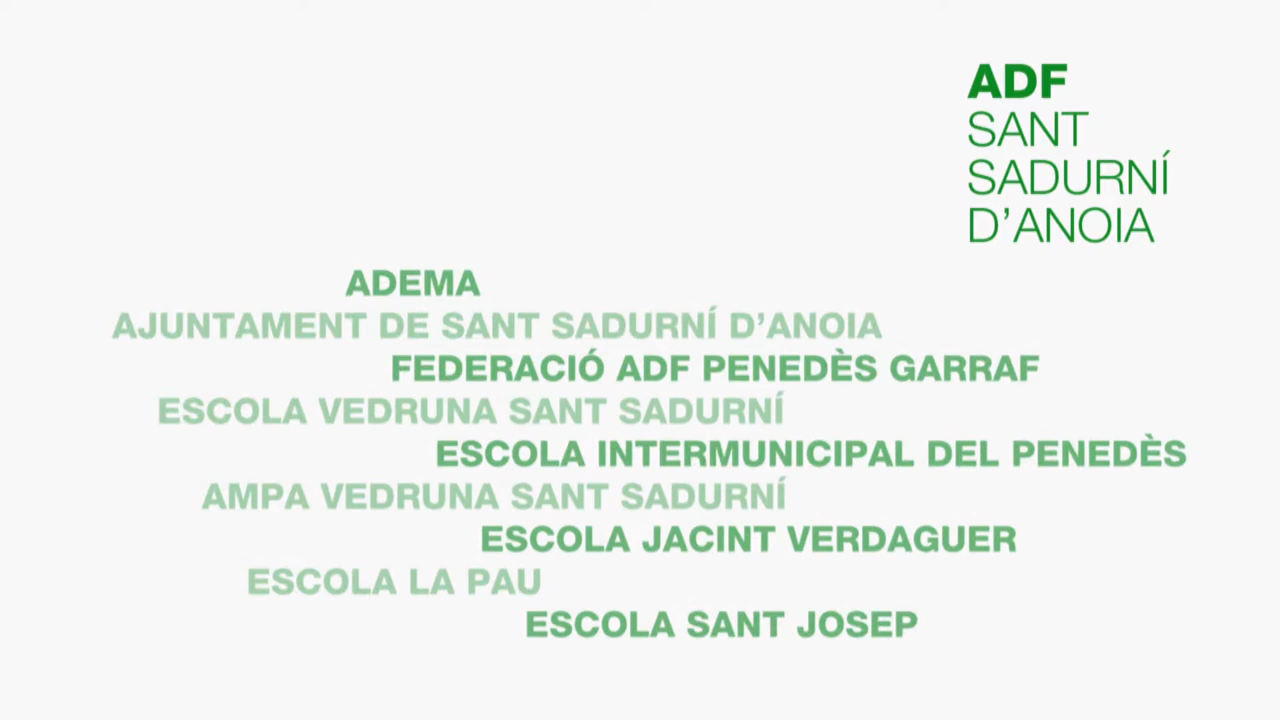 ADF
SANT
SADURNÍ
D’ANOIA
ADEMA
AJUNTAMENT DE SANT SADURNÍ D’ANOIA
FEDERACIÓ ADF PENEDÈS GARRAF
ESCOLA VEDRUNA SANT SADURNÍ
ESCOLA INTERMUNICIPAL DEL PENEDÈS
AMPA VEDRUNA SANT SADURNÍ
ESCOLA JACINT VERDAGUER
ESCOLA LA PAU
ESCOLA SANT JOSEP